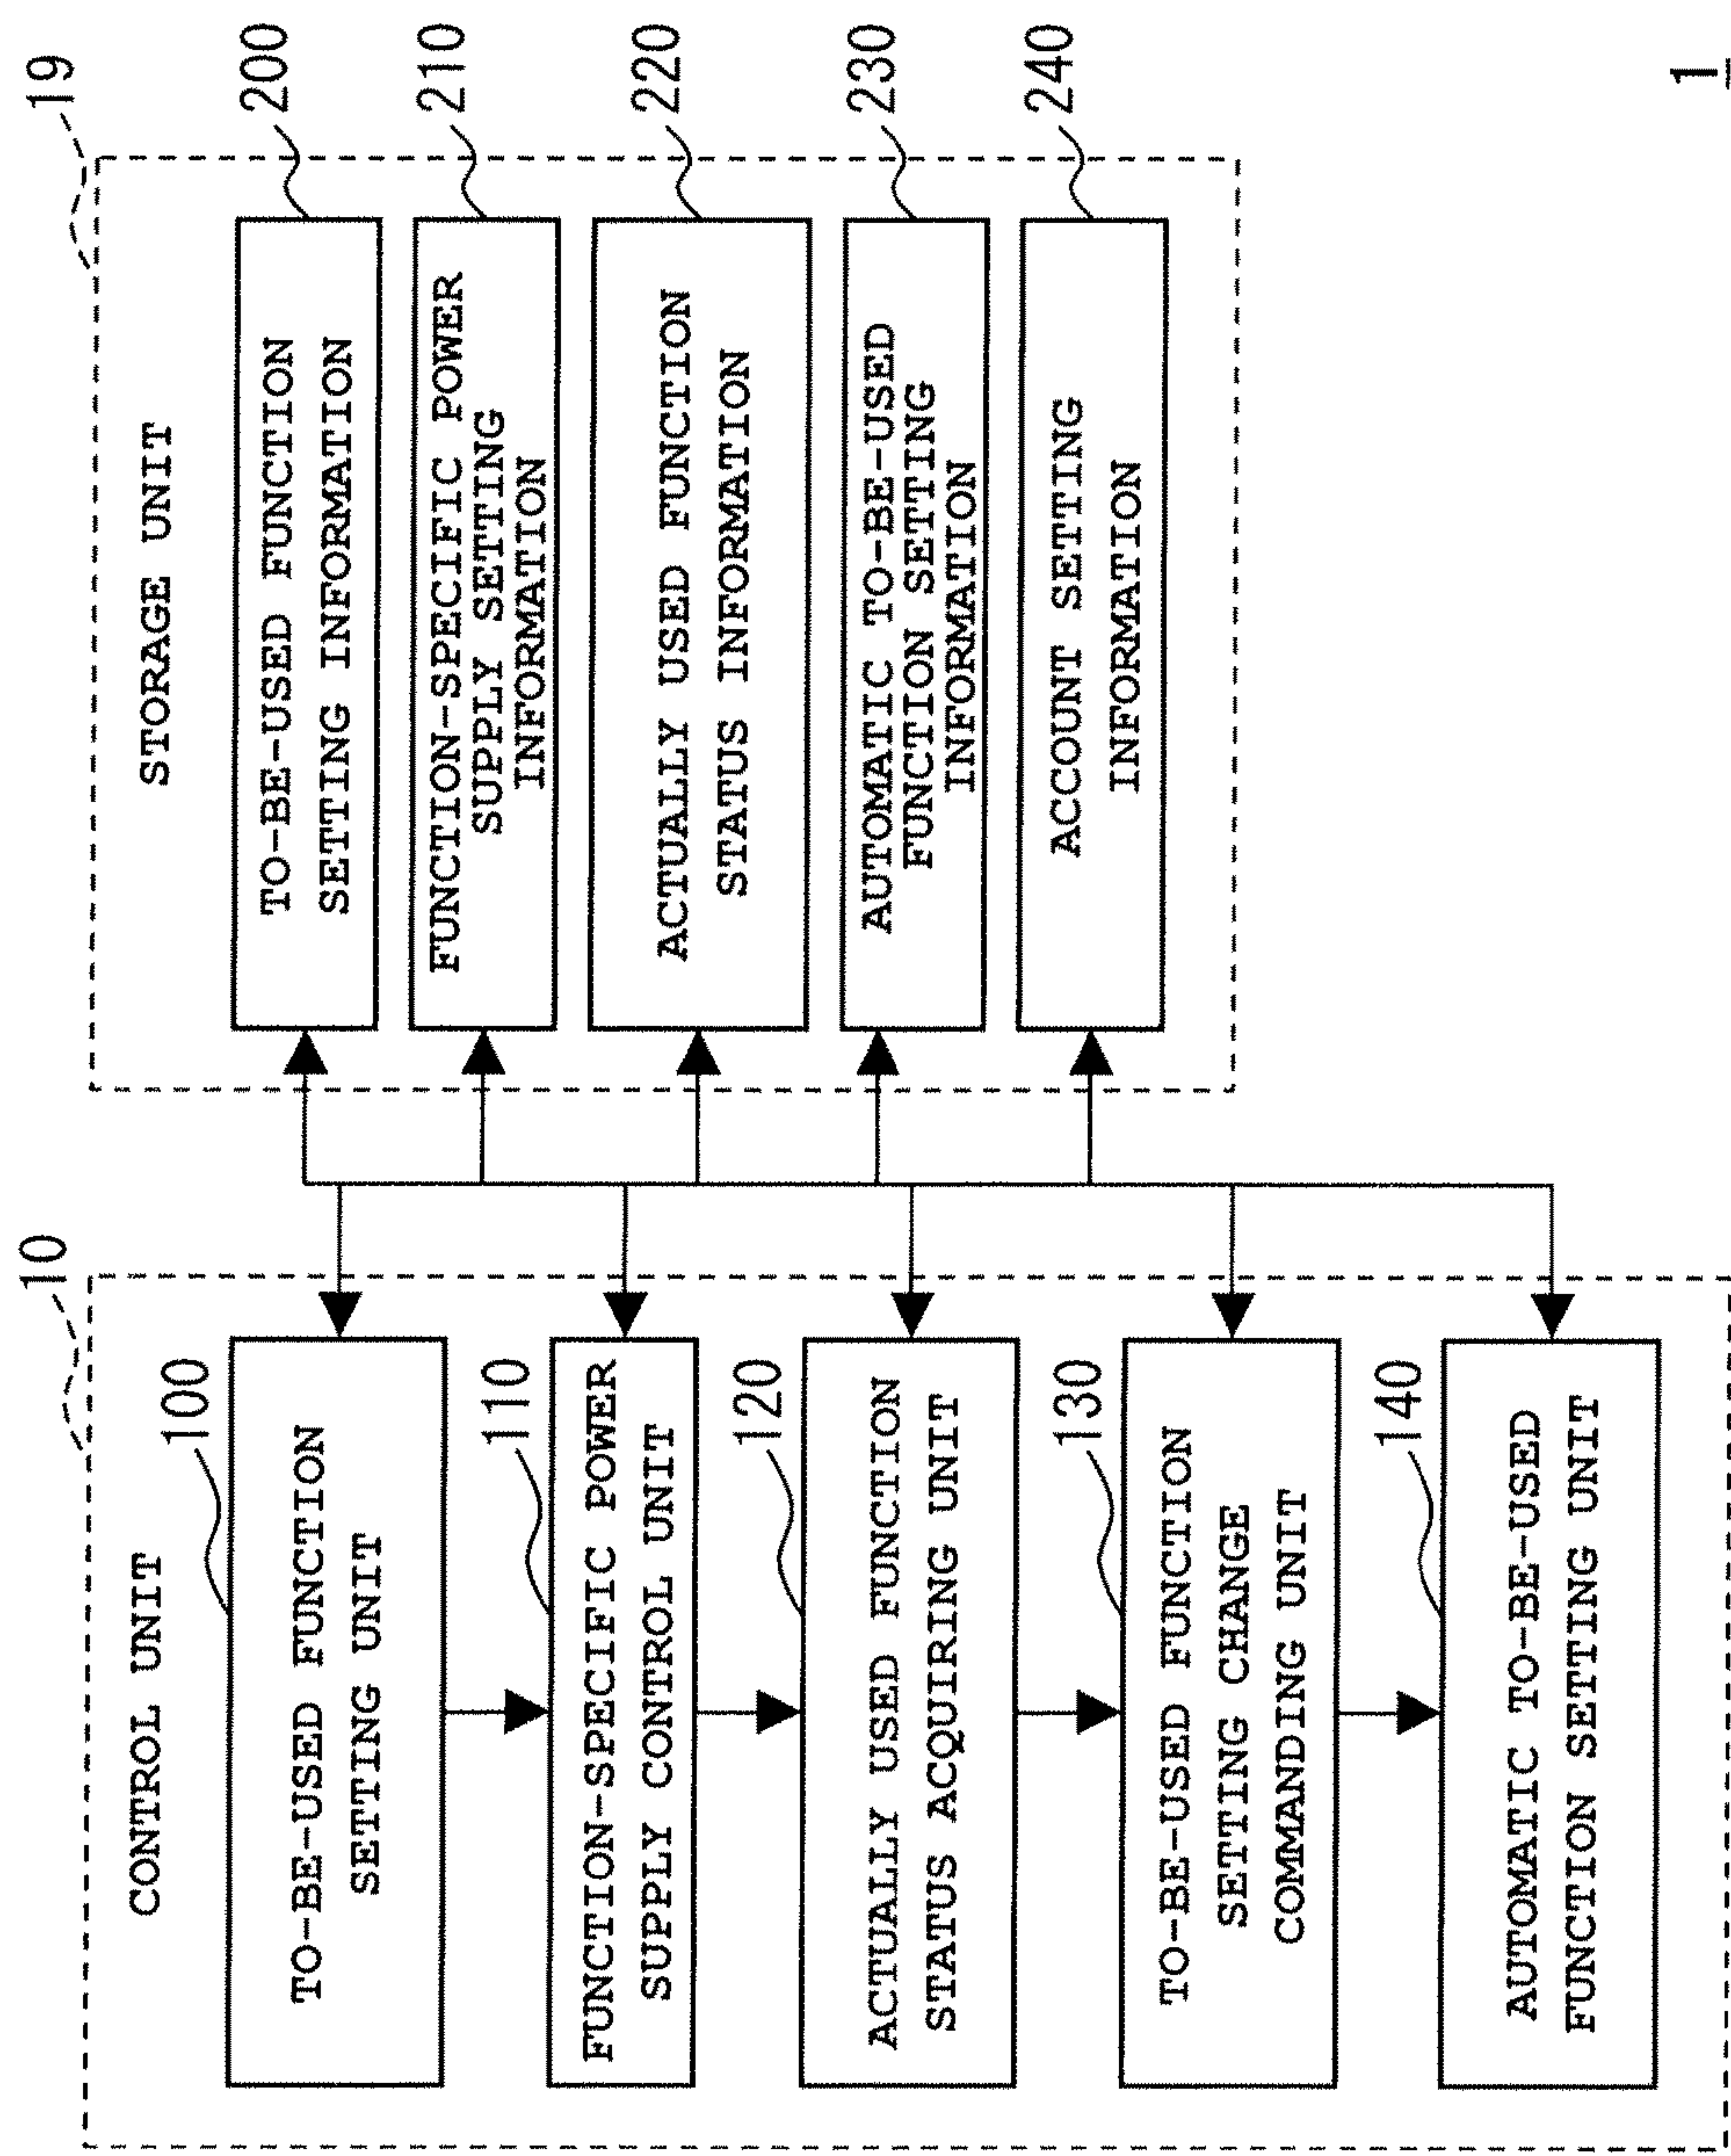 10
CONTROL UNIT
100
TO-BE-USED FUNCTION
SETTING UNIT
110
FUNCTION-SPECIFIC POWER
SUPPLY CONTROL UNIT
120
ACTUALLY USED FUNCTION
STATUS ACQUIRING UNIT
130
TO-BE-USED FUNCTION
SETTING CHANGE
COMMANDING UNIT
140
AUTOMATIC TO-BE-USED
FUNCTION SETTING UNIT
19
STORAGE UNIT
200
TO-BE-USED FUNCTION
SETTING INFORMATION
210
FUNCTION-SPECIFIC POWER
SUPPLY SETTING
INFORMATION
220
ACTUALLY USED FUNCTION
STATUS INFORMATION
230
AUTOMATIC TO-BE-USED
FUNCTION SETTING
INFORMATION
240
ACCOUNT SETTING
INFORMATION
1